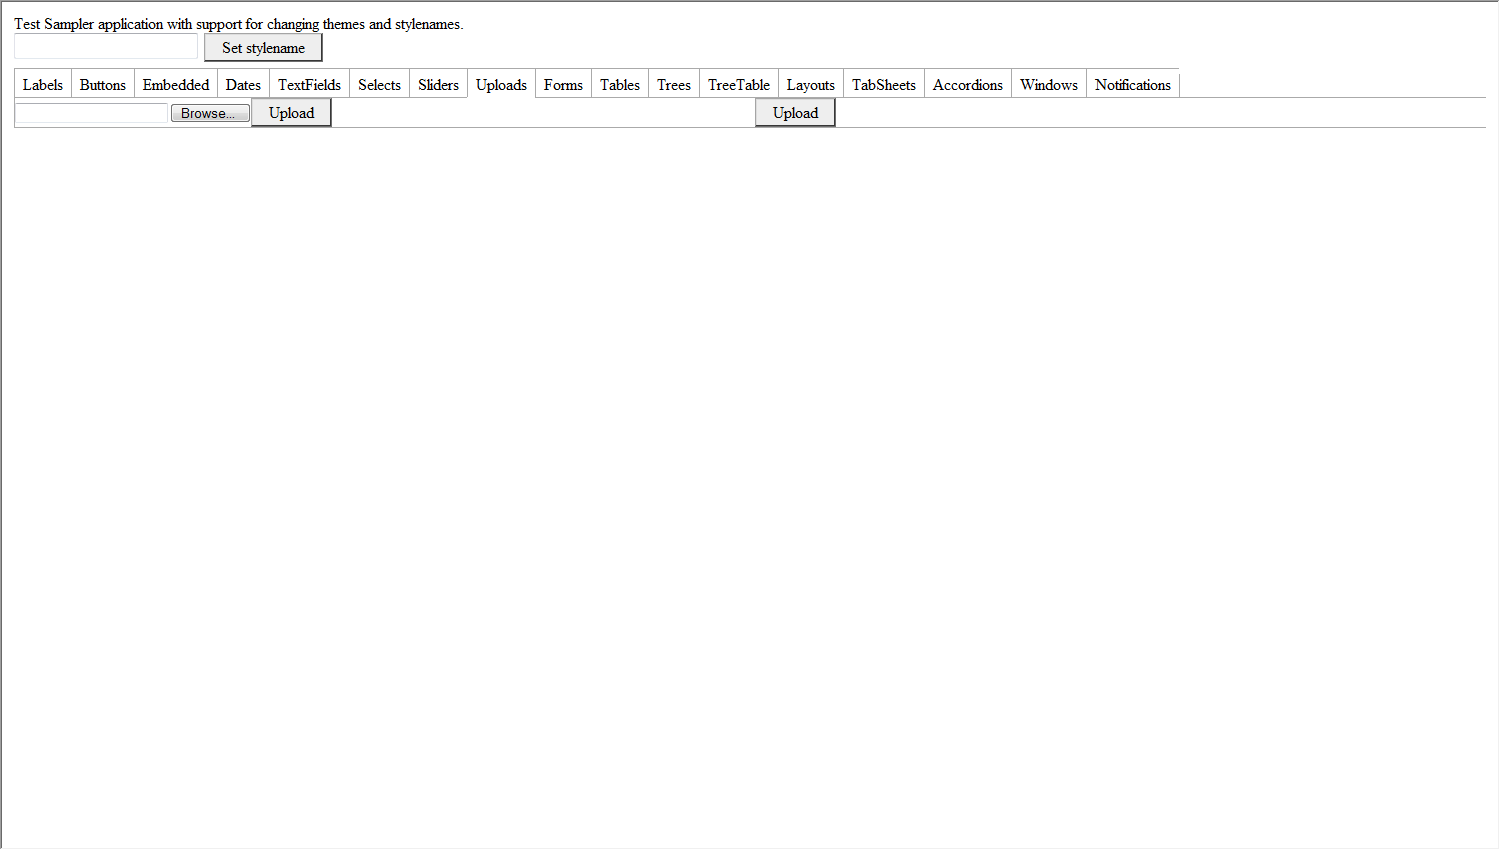 Test Sampler application with support for changing themes and stylenames.
Set stylename
Labels Buttons Embedded Dates TextFields Selects Sliders Uploads Forms Tables Trees TreeTable Layouts TabSheets Accordions Windows Notifications
Browse... Upload Upload